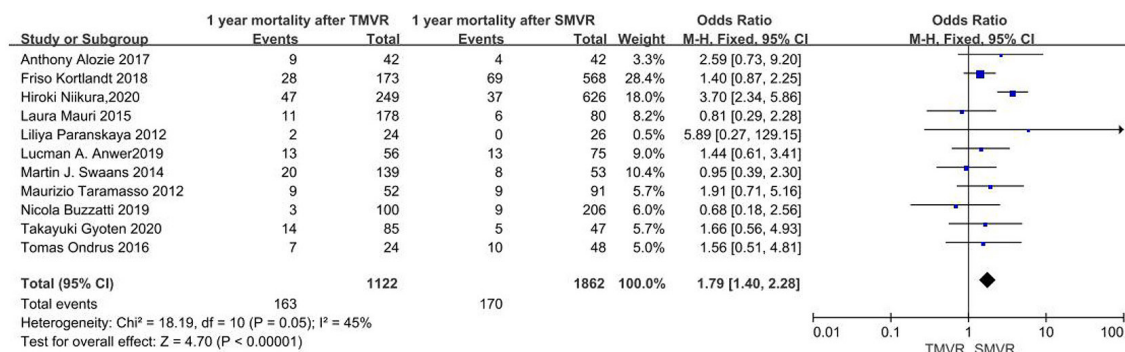 1 year mortality after TMVR 1 year mortality after SMVR Odds Ratio Odds Ratio
Study or Subgroup Events Total Events Total Weight M-H, Fixed, 95% CI M-H, Fixed, 95% CI
Anthony Alozie 2017 9 42 4 42 3.3% 2.59 [0.73, 9.20]
Friso Kortlandt 2018 28 173 69 568 28.4% 1.40 [0.87, 2.25]
Hiroki Niikura,2020 47 249 37 626 18.0% 3.70 [2.34, 5.86]
Laura Mauri 2015 11 178 6 80 8.2% 0.81 [0.29, 2.28]
Liliya Paranskaya 2012 2 24 0 26 0.5% 5.89 [0.27, 129.15]
Lucman A. Anwer2019 13 56 13 75 9.0% 1.44 [0.61, 3.41]
Martin J. Swaans 2014 20 139 8 53 10.4% 0.95 [0.39, 2.30]
Maurizio Taramasso 2012 9 52 9 91 5.7% 1.91 [0.71, 5.16]
Nicola Buzzatti 2019 3 100 9 206 6.0% 0.68 [0.18, 2.56]
Takayuki Gyoten 2020 14 85 5 47 5.7% 1.66 [0.56, 4.93]
Tomas Ondrus 2016 7 24 10 48 5.0% 1.56 [0.51, 4.81]
Total (95% CI) 1122 1862 100.0% 1.79 [1.40, 2.28]
Total events 163 170
Heterogeneity: Chi² = 18.19, df = 10 (P = 0.05); I² = 45%
Test for overall effect: Z = 4.70 (P < 0.00001)
0.01 0.1 1 10 100
TMVR SMVR